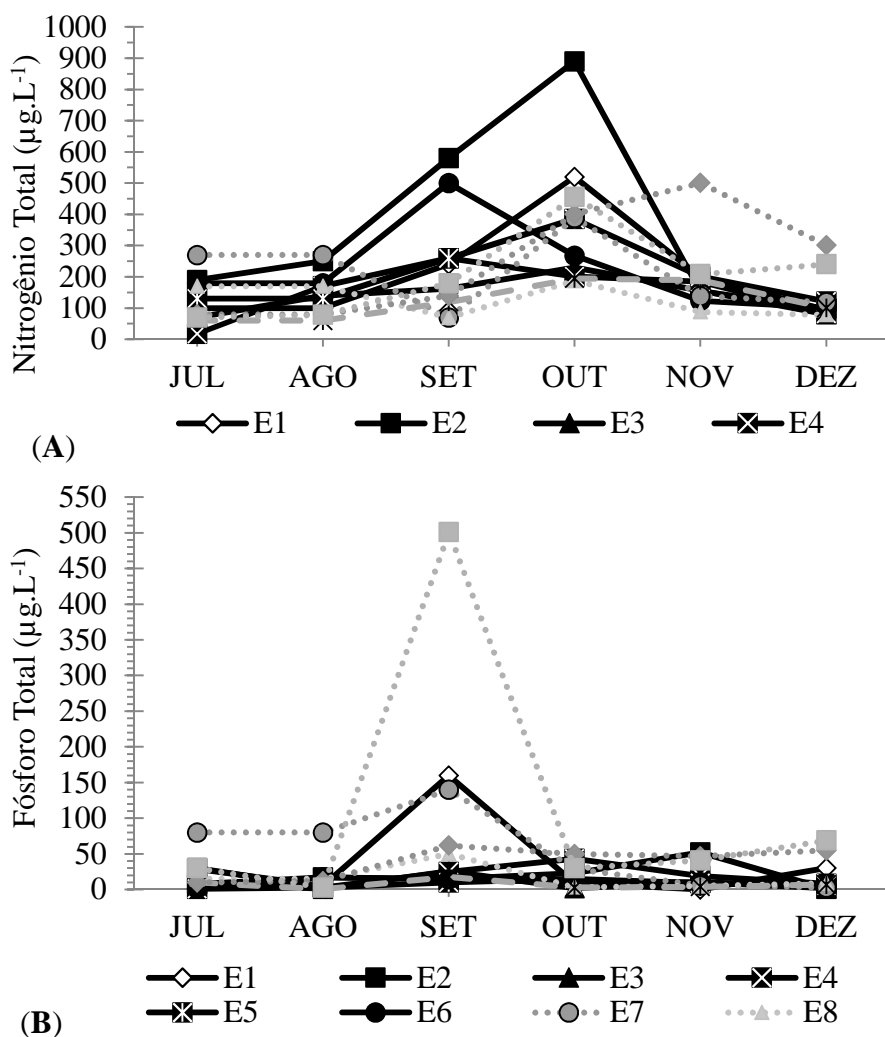 1000
900
800
700
600
500
400
300
200
100
0
Nitrogênio Total (µg.L-1)
JUL AGO SET OUT NOV DEZ
E1 E2 E3 E4
(A)
550
500
450
400
350
300
250
200
150
100
50
0
Fósforo Total (µg.L-1)
JUL AGO SET OUT NOV DEZ
E1 E2 E3 E4
E5 E6 E7 E8
(B)